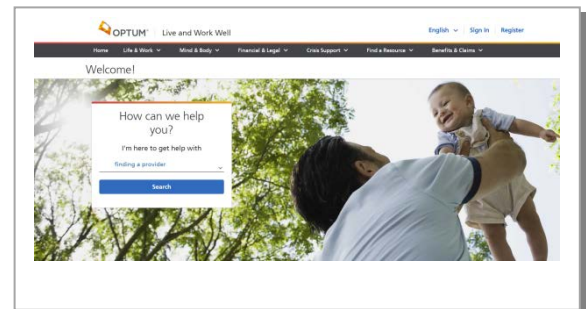 OPTUM® Live and Work Well
English Sign In Register
Home Life & Work Mind & Body Financial & Legal Crisis Support Find a Resource Benefits & Claims
Welcome!
How can we help
you?
I'm here to get help with
finding a provider
Search